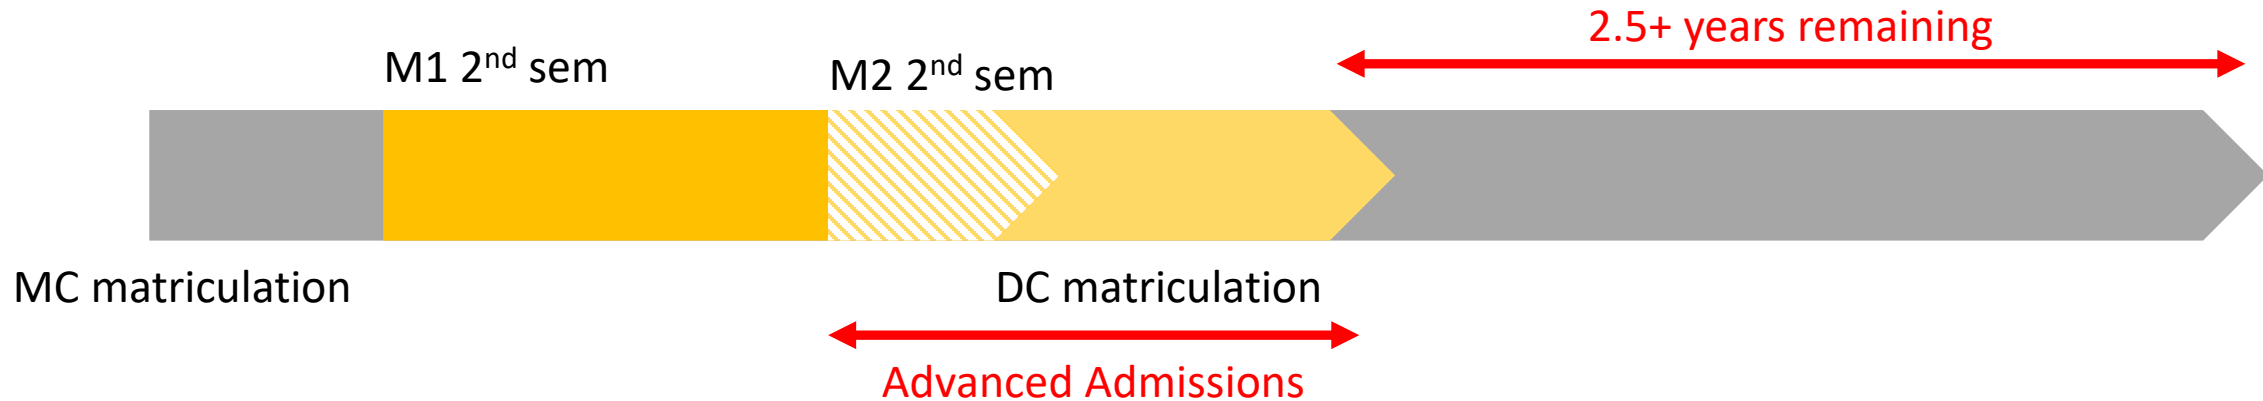 2.5+ years remaining
M1 2nd sem
M2 2nd sem
MC matriculation
DC matriculation
Advanced Admissions